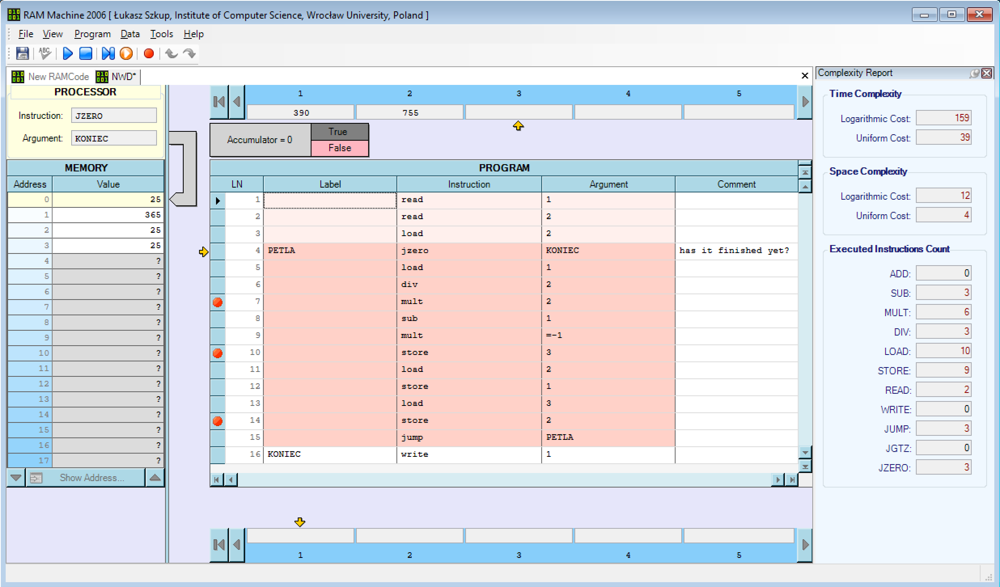 RAM Machine 2006 [ Łukasz Szkup, Institute of Computer Science, Wrocław University, Poland ]
File View Program Data Tools Help
ABC
New RAMCode NWD*
PROCESSOR
Instruction: JZERO
Argument: KONIEC
MEMORY
Address Value
0 25
1 365
2 25
3 25
4 ?
5 ?
6 ?
7 ?
8 ?
9 ?
10 ?
11 ?
12 ?
13 ?
14 ?
15 ?
16 ?
17 ?
Show Address...
1 2 3 4 5
390 755
Accumulator = 0
True
False
PROGRAM
LN Label Instruction Argument Comment
1 read 1
2 read 2
3 load 2
4 PETLA jzero KONIEC has it finished yet?
5 load 1
6 div 2
7 mult 2
8 sub 1
9 mult =-1
10 store 3
11 load 2
12 store 1
13 load 3
14 store 2
15 jump PETLA
16 KONIEC write 1
1 2 3 4 5
Complexity Report
Time Complexity
Logarithmic Cost: 159
Uniform Cost: 39
Space Complexity
Logarithmic Cost: 12
Uniform Cost: 4
Executed Instructions Count
ADD: 0
SUB: 3
MULT: 6
DIV: 3
LOAD: 10
STORE: 9
READ: 2
WRITE: 0
JUMP: 3
JGTZ: 0
JZERO: 3